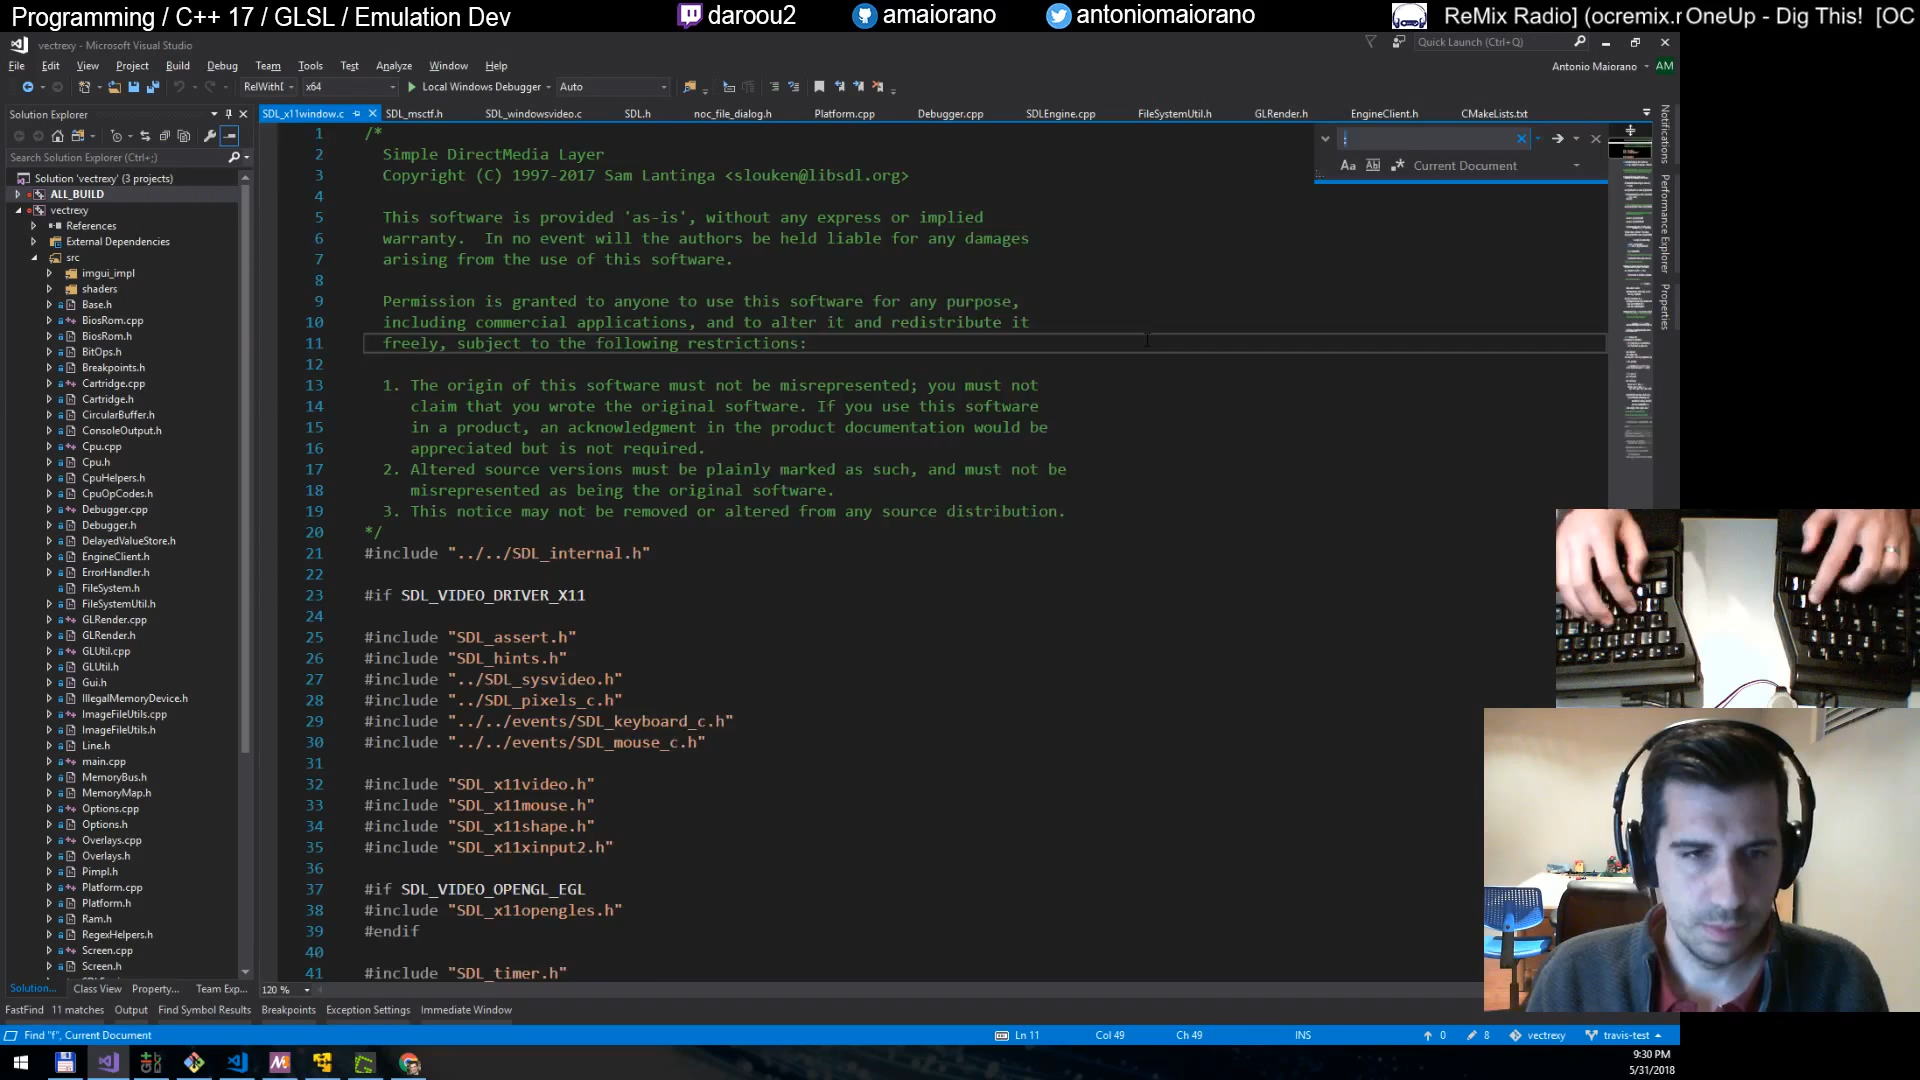 Programming / C++ 17 / GLSL / Emulation Dev
daroou2
amaiorano
antoniomaiorano
ReMix Radio] (ocremix.r OneUp - Dig This!  [OC
vectrexy - Microsoft Visual Studio
Quick Launch (Ctrl+Q)
File Edit View Project Build Debug Team Tools Test Analyze Window Help
Antonio Maiorano AM
RelWithI x64 Local Windows Debugger Auto
Solution Explorer
SDL_x11window.c SDL_msctf.h SDL_windowsvideo.c SDL.h noc_file_dialog.h Platform.cpp Debugger.cpp SDLEngine.cpp FileSystemUtil.h GLRender.h EngineClient.h CMakeLists.txt
Search Solution Explorer (Ctrl+;)
Aa Current Document
Notifications
Performance Explorer
Properties
Solution 'vectrexy' (3 projects)
ALL_BUILD
vectrexy
References
External Dependencies
src
imgui_impl
shaders
Base.h
BiosRom.cpp
BiosRom.h
BitOps.h
Breakpoints.h
Cartridge.cpp
Cartridge.h
CircularBuffer.h
ConsoleOutput.h
Cpu.cpp
Cpu.h
CpuHelpers.h
CpuOpCodes.h
Debugger.cpp
Debugger.h
DelayedValueStore.h
EngineClient.h
ErrorHandler.h
FileSystem.h
FileSystemUtil.h
GLRender.cpp
GLRender.h
GLUtil.cpp
GLUtil.h
Gui.h
IllegalMemoryDevice.h
ImageFileUtils.cpp
ImageFileUtils.h
Line.h
main.cpp
MemoryBus.h
MemoryMap.h
Options.cpp
Options.h
Overlays.cpp
Overlays.h
Pimpl.h
Platform.cpp
Platform.h
Ram.h
RegexHelpers.h
Screen.cpp
Screen.h
1 /*
2 Simple DirectMedia Layer
3 Copyright (C) 1997-2017 Sam Lantinga <slouken@libsdl.org>
4
5 This software is provided 'as-is', without any express or implied
6 warranty.  In no event will the authors be held liable for any damages
7 arising from the use of this software.
8
9 Permission is granted to anyone to use this software for any purpose,
10 including commercial applications, and to alter it and redistribute it
11 freely, subject to the following restrictions:
12
13 1. The origin of this software must not be misrepresented; you must not
14 claim that you wrote the original software. If you use this software
15 in a product, an acknowledgment in the product documentation would be
16 appreciated but is not required.
17 2. Altered source versions must be plainly marked as such, and must not be
18 misrepresented as being the original software.
19 3. This notice may not be removed or altered from any source distribution.
20 */
21 #include "../../SDL_internal.h"
22
23 #if SDL_VIDEO_DRIVER_X11
24
25 #include "SDL_assert.h"
26 #include "SDL_hints.h"
27 #include "../SDL_sysvideo.h"
28 #include "../SDL_pixels_c.h"
29 #include "../../events/SDL_keyboard_c.h"
30 #include "../../events/SDL_mouse_c.h"
31
32 #include "SDL_x11video.h"
33 #include "SDL_x11mouse.h"
34 #include "SDL_x11shape.h"
35 #include "SDL_x11xinput2.h"
36
37 #if SDL_VIDEO_OPENGL_EGL
38 #include "SDL_x11opengles.h"
39 #endif
40
41 #include "SDL_timer.h"
Solution... Class View Property... Team Exp...
120 %
FastFind 11 matches Output Find Symbol Results Breakpoints Exception Settings Immediate Window
Find "f", Current Document
Ln 11 Col 49 Ch 49 INS 0 8 vectrexy travis-test
9:30 PM
5/31/2018